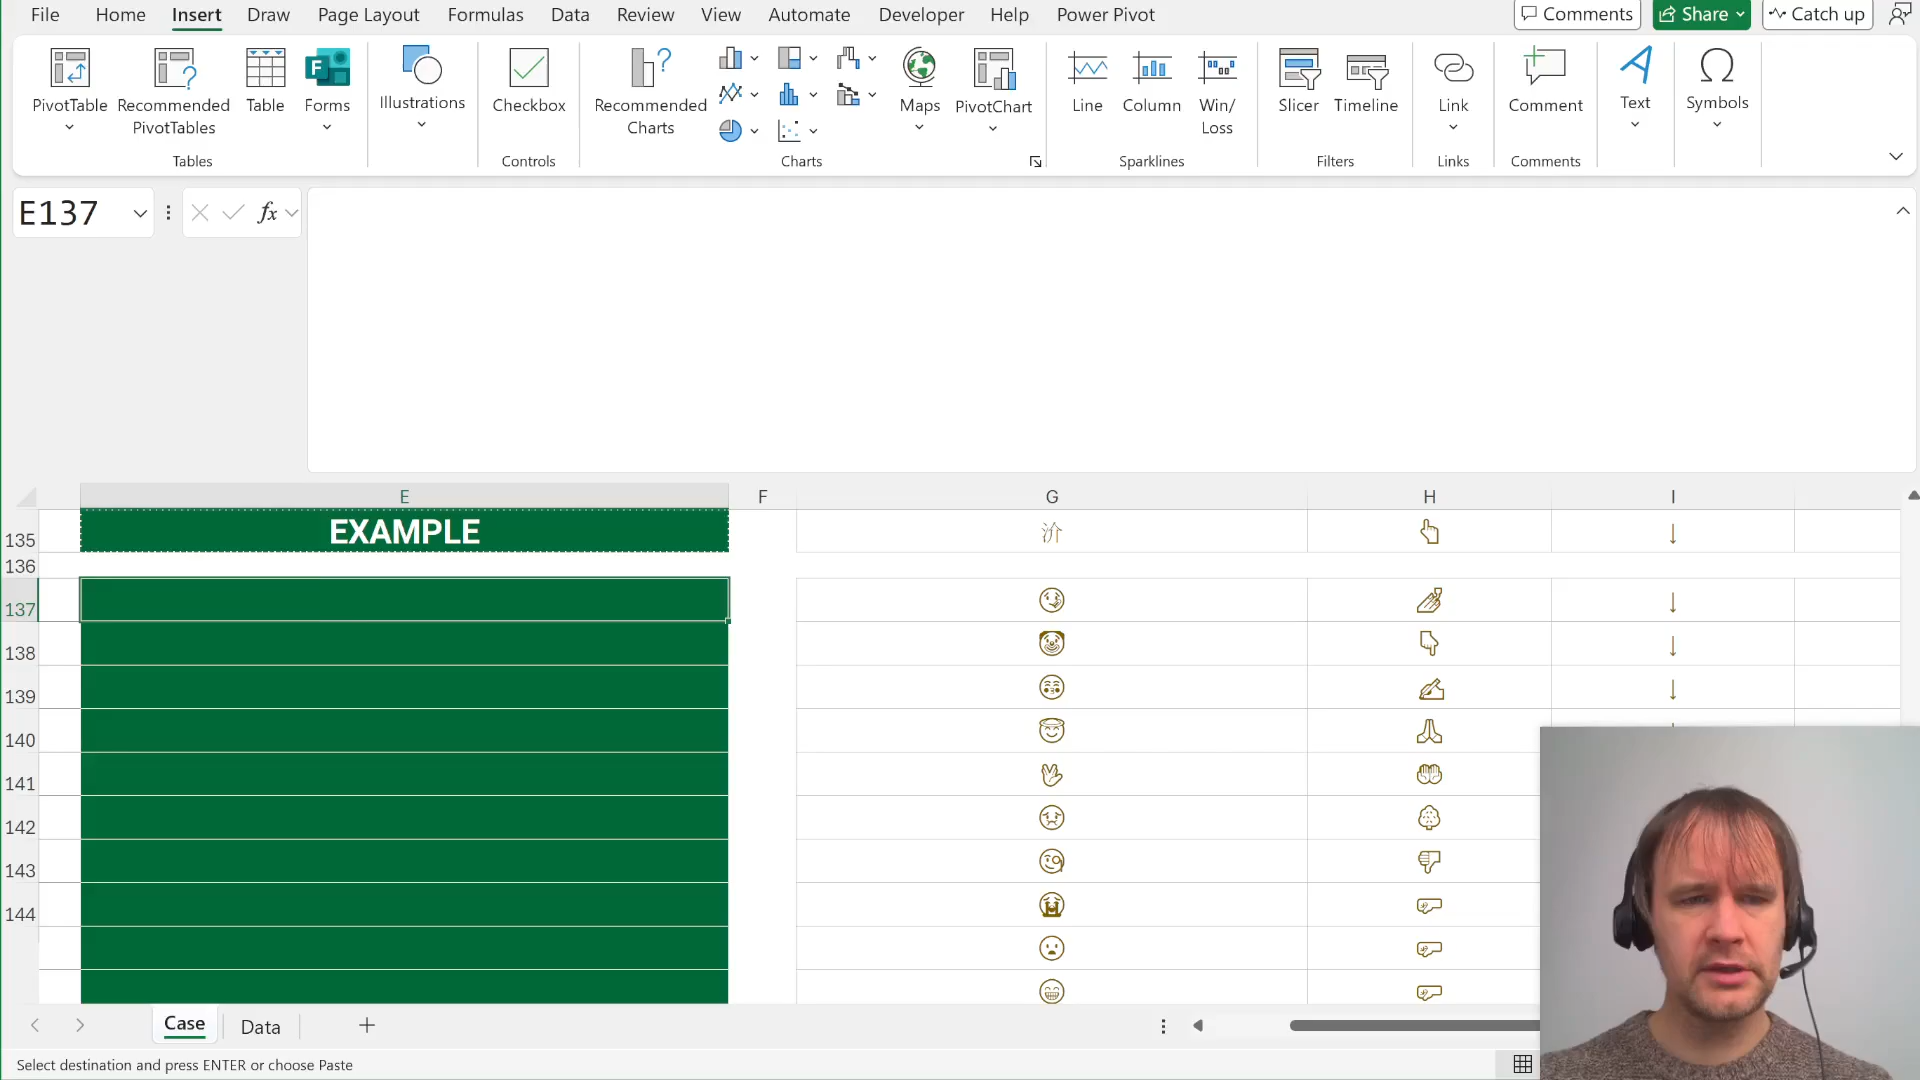 File Home Insert Draw Page Layout Formulas Data Review View Automate Developer Help Power Pivot Comments Share Catch up
PivotTable
Recommended
PivotTables
Table
Forms
Tables
Illustrations
Checkbox
Controls
Recommended
Charts
Maps
PivotChart
Charts
Line
Column
Win/
Loss
Sparklines
Slicer
Timeline
Filters
Link
Links
Comment
Comments
Text
Symbols
E137
fx
E F G H I
135 EXAMPLE
136
137
138
139
140
141
142
143
144
Case Data
Select destination and press ENTER or choose Paste